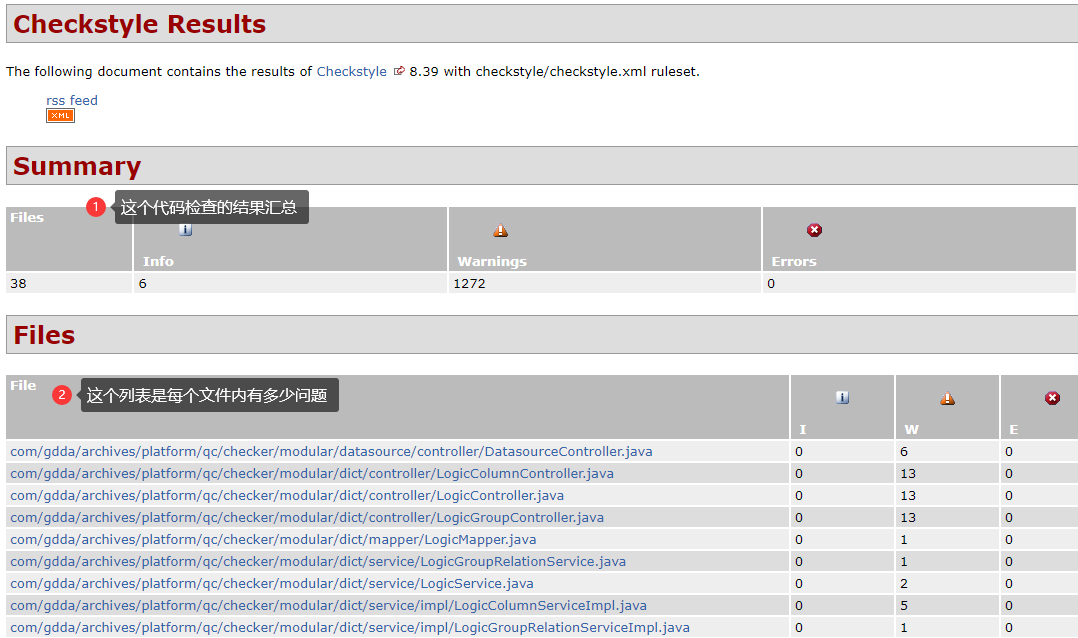 Checkstyle Results
The following document contains the results of Checkstyle 8.39 with checkstyle/checkstyle.xml ruleset.
rss feed
XML
Summary
Files 1 这个代码检查的结果汇总
Info Warnings Errors
38 6 1272 0
Files
File 2 这个列表是每个文件内有多少问题
I W E
com/gdda/archives/platform/qc/checker/modular/datasource/controller/DatasourceController.java 0 6 0
com/gdda/archives/platform/qc/checker/modular/dict/controller/LogicColumnController.java 0 13 0
com/gdda/archives/platform/qc/checker/modular/dict/controller/LogicController.java 0 13 0
com/gdda/archives/platform/qc/checker/modular/dict/controller/LogicGroupController.java 0 13 0
com/gdda/archives/platform/qc/checker/modular/dict/mapper/LogicMapper.java 0 1 0
com/gdda/archives/platform/qc/checker/modular/dict/service/LogicGroupRelationService.java 0 1 0
com/gdda/archives/platform/qc/checker/modular/dict/service/LogicService.java 0 2 0
com/gdda/archives/platform/qc/checker/modular/dict/service/impl/LogicColumnServiceImpl.java 0 5 0
com/gdda/archives/platform/qc/checker/modular/dict/service/impl/LogicGroupRelationServiceImpl.java 0 1 0